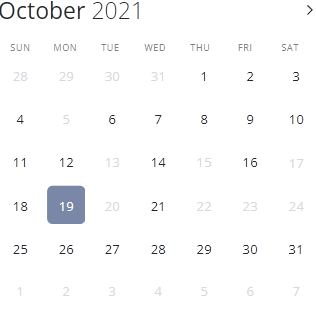 October 2021
SUN MON TUE WED THU FRI SAT
28 29 30 31 1 2 3
4 5 6 7 8 9 10
11 12 13 14 15 16 17
18 19 20 21 22 23 24
25 26 27 28 29 30 31
1 2 3 4 5 6 7